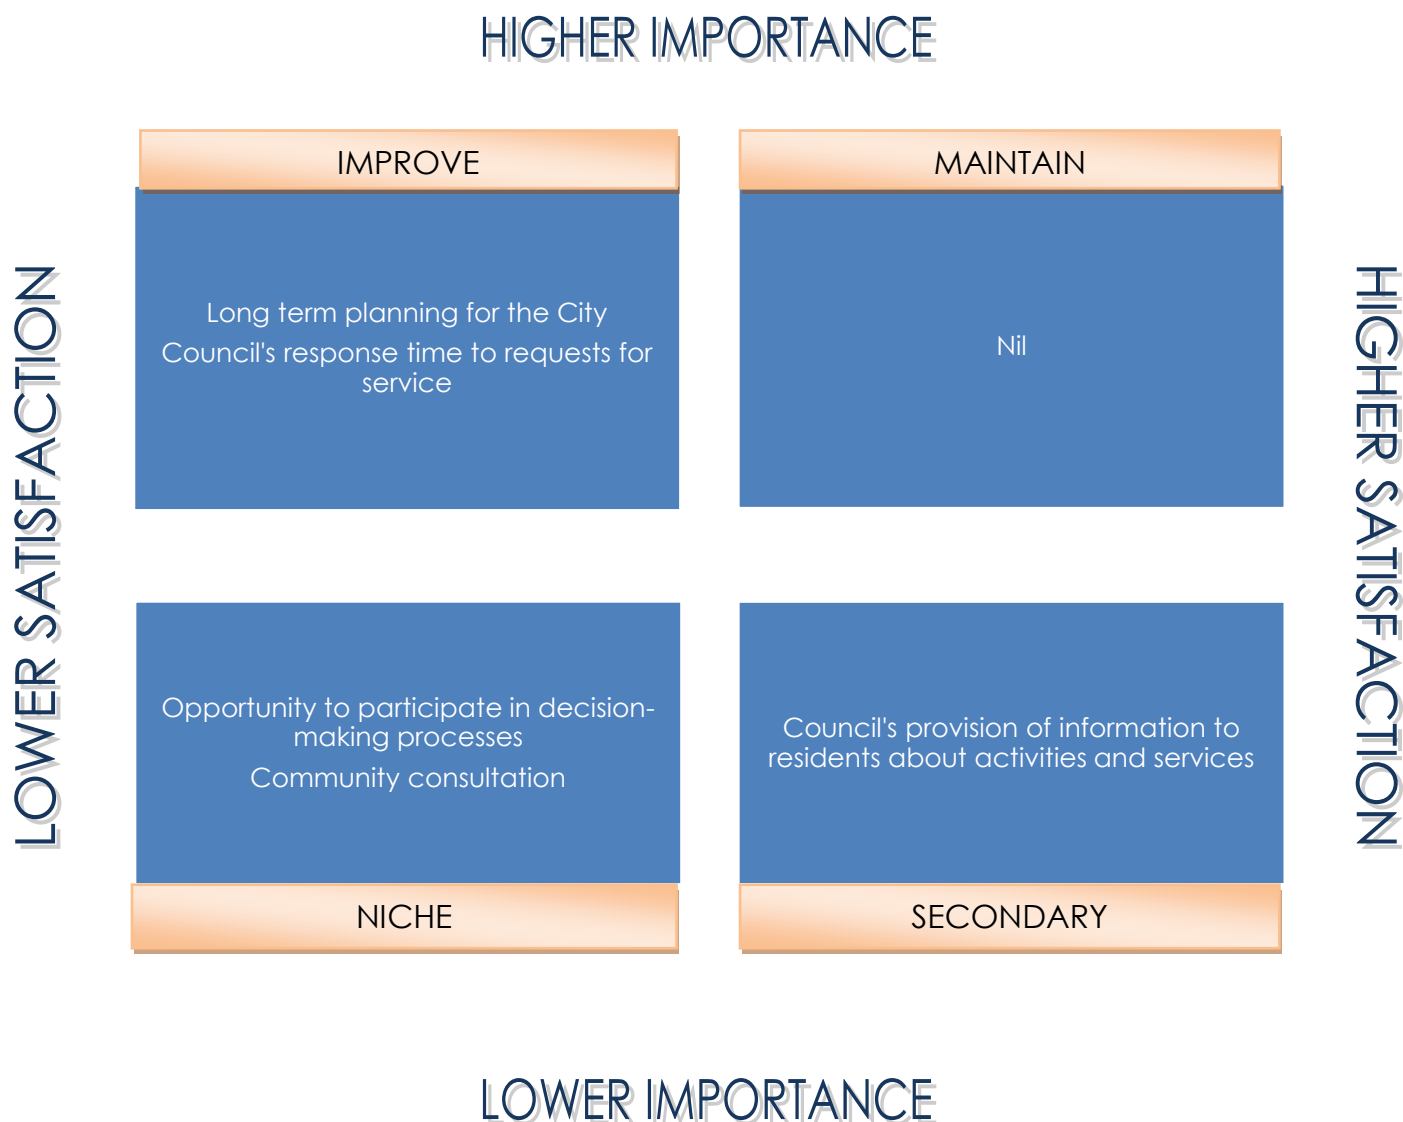 HIGHER IMPORTANCE
IMPROVE
MAINTAIN
LOWER SATISFACTION
Long term planning for the City
Council's response time to requests for
service
Nil
HIGHER SATISFACTION
Opportunity to participate in decision-
making processes
Community consultation
Council's provision of information to
residents about activities and services
NICHE
SECONDARY
LOWER IMPORTANCE